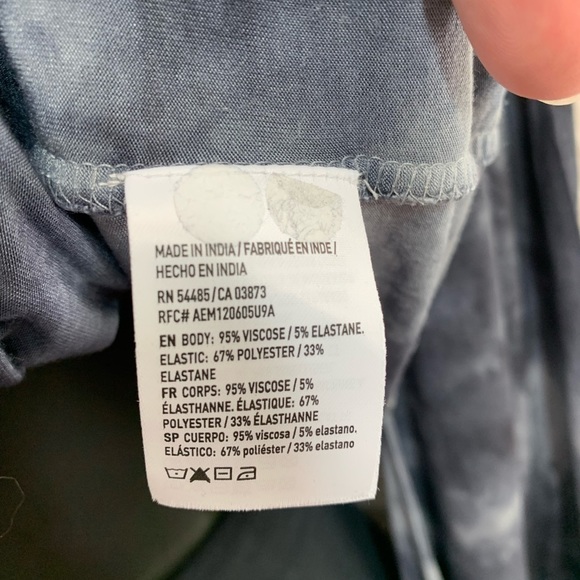 MADE IN INDIA / FABRIQUÉ EN INDE /
HECHO EN INDIA
RN 54485 / CA 03873
RFC# AEM120605U9A
EN BODY: 95% VISCOSE / 5% ELASTANE.
ELASTIC: 67% POLYESTER / 33%
ELASTANE
FR CORPS: 95% VISCOSE / 5%
ÉLASTHANNE. ÉLASTIQUE: 67%
POLYESTER / 33% ÉLASTHANNE
SP CUERPO: 95% viscosa / 5% elastano.
ELÁSTICO: 67% poliéster / 33% elastano